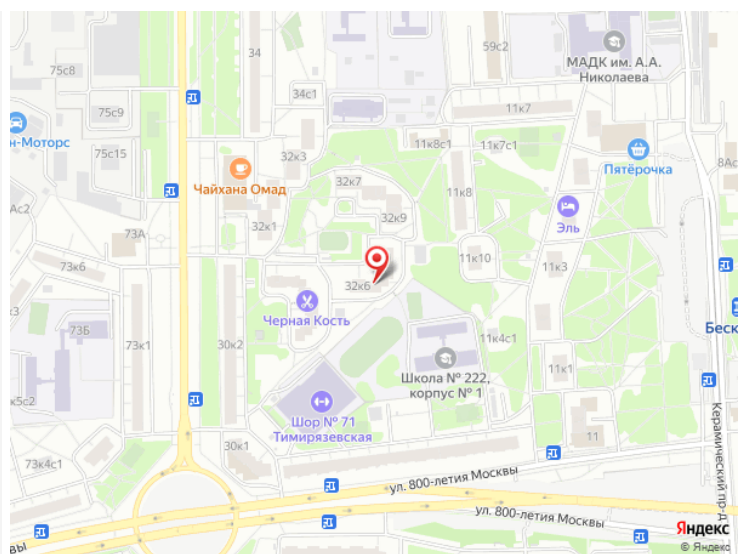 59с2
МАДК им. А.А.
Николаева
34
75с8
34с1
75с9
11к7
н-Моторс
11к8с1
11к7с1
75с15
32к3
Пятёрочка
8Ас
Чайхана Омад
32к7
11к8
Ас2
32к9
Эль
73А
32к1
11к10
11к3
73к6
32к6
к3
Черная Кость
73Б
73к1
30к2
11к4с1
Беск
Школа № 222,
корпус № 1
11к1
к5с2
Шор № 71
Тимирязевская
Керамический пр-д
30к1
11
73к4с1
ул. 800-летия Москвы
ул. 800-летия Москвы
вы
Яндекс
© Яндекс